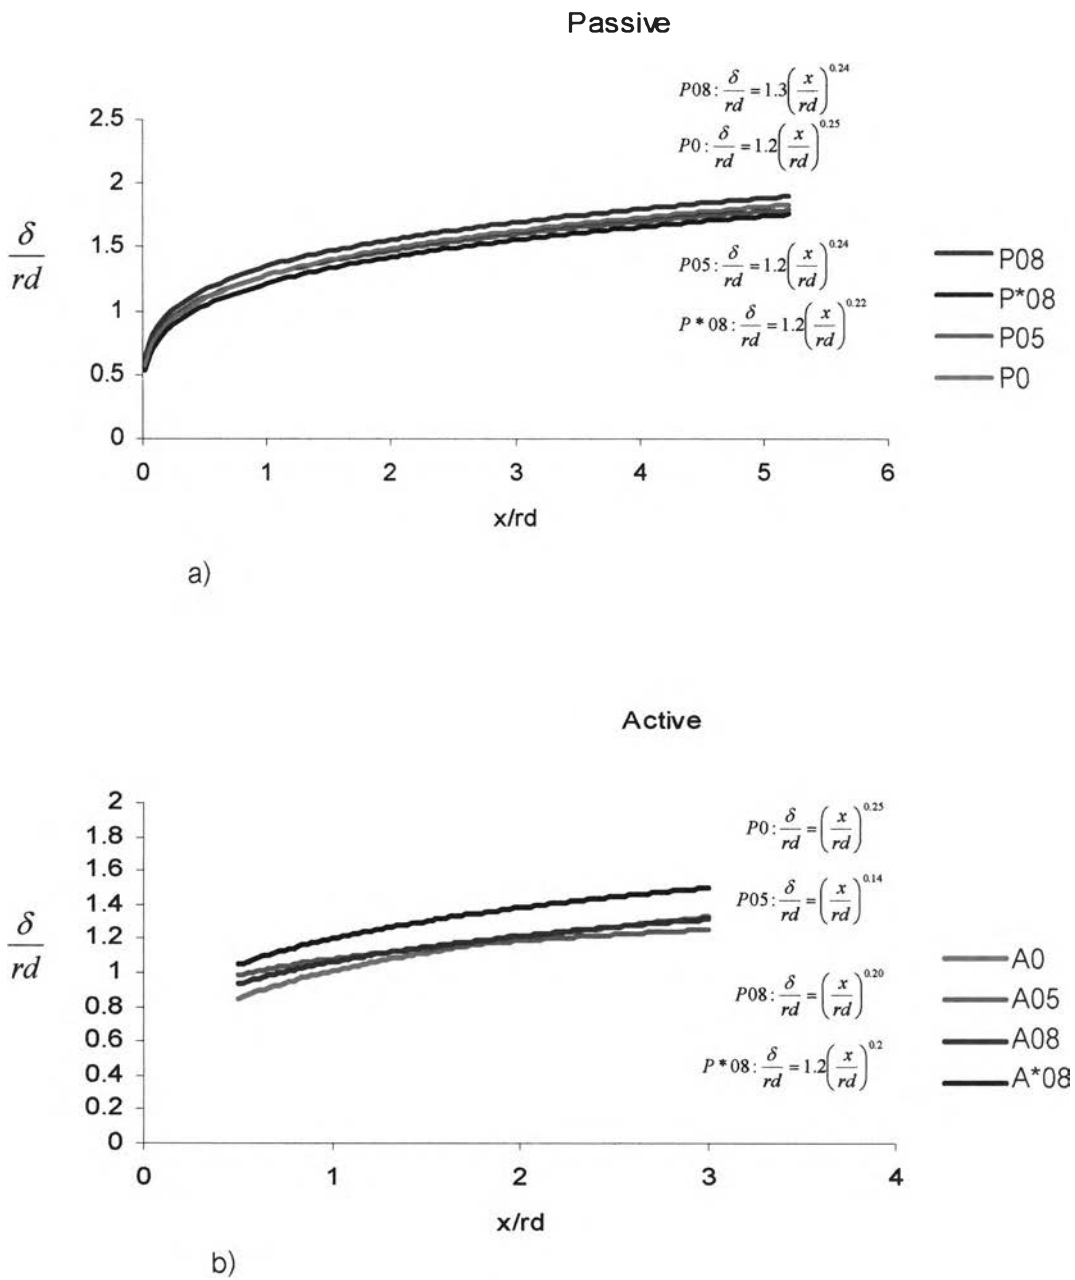 Passive
P08: δ/rd = 1.3(x/rd)^0.24
P0: δ/rd = 1.2(x/rd)^0.25
P05: δ/rd = 1.2(x/rd)^0.24
P*08: δ/rd = 1.2(x/rd)^0.22
2.5
2
1.5
1
0.5
0
δ/rd
0 1 2 3 4 5 6
x/rd
P08
P*08
P05
P0
a)
Active
P0: δ/rd = (x/rd)^0.25
P05: δ/rd = (x/rd)^0.14
P08: δ/rd = (x/rd)^0.20
P*08: δ/rd = 1.2(x/rd)^0.2
2
1.8
1.6
1.4
1.2
1
0.8
0.6
0.4
0.2
0
δ/rd
0 1 2 3 4
x/rd
A0
A05
A08
A*08
b)